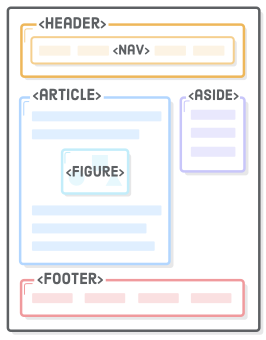 <HEADER>
<NAV>
<ARTICLE>
<ASIDE>
<FIGURE>
<FOOTER>